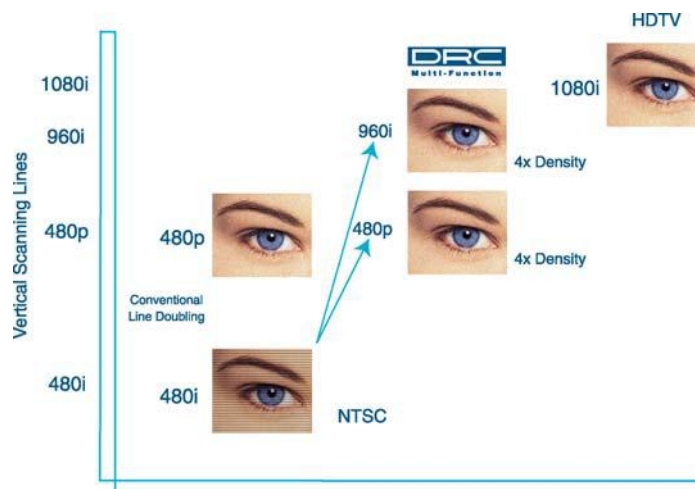 HDTV
DRC
Multi-Function
1080i
1080i
960i
960i
4x Density
Vertical Scanning Lines
480p
480p
480p
4x Density
Conventional
Line Doubling
480i
480i
NTSC